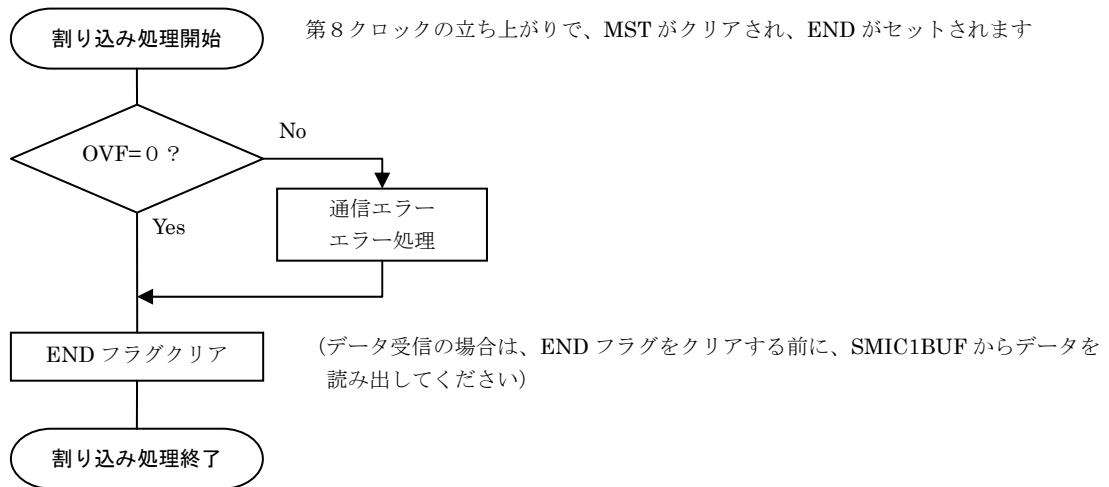 割り込み処理開始
第８クロックの立ち上がりで、MST がクリアされ、END がセットされます
OVF=０？
No
Yes
通信エラー
エラー処理
END フラグクリア
（データ受信の場合は、END フラグをクリアする前に、SMIC1BUF からデータを
読み出してください）
割り込み処理終了